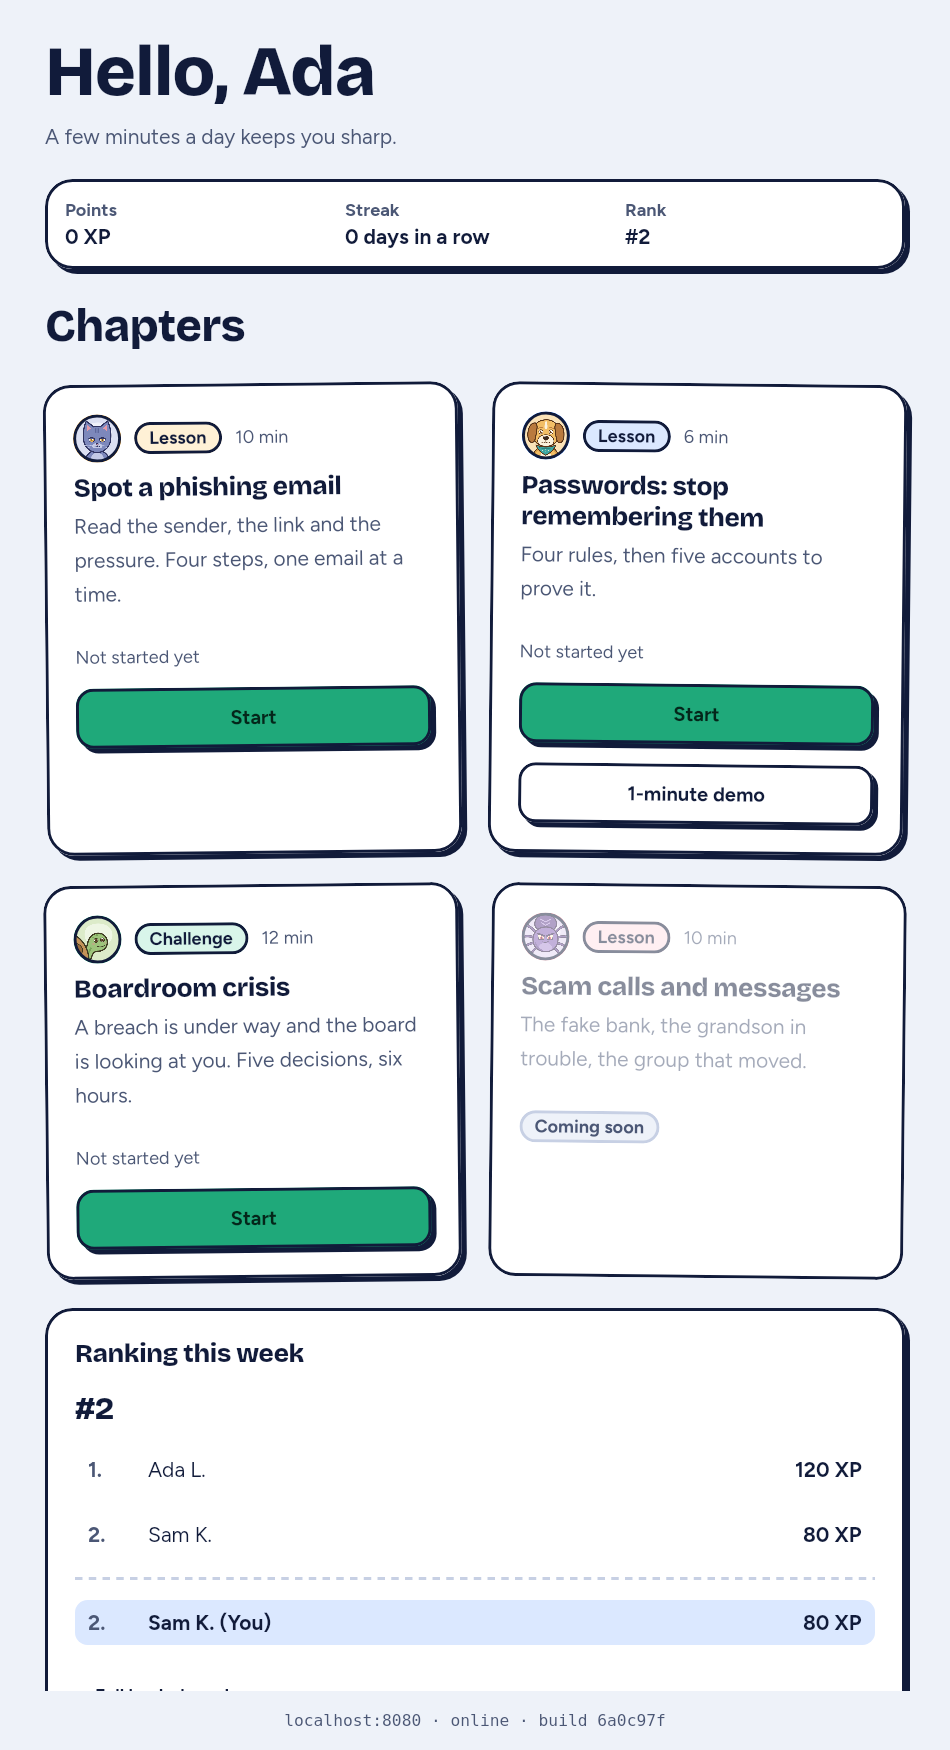 Hello, Ada
A few minutes a day keeps you sharp.
Points
0 XP
Streak
0 days in a row
Rank
#2
Chapters
Lesson
10 min
Spot a phishing email
Read the sender, the link and the
pressure. Four steps, one email at a
time.
Not started yet
Start
Lesson
6 min
Passwords: stop
remembering them
Four rules, then five accounts to
prove it.
Not started yet
Start
1-minute demo
Challenge
12 min
Boardroom crisis
A breach is under way and the board
is looking at you. Five decisions, six
hours.
Not started yet
Start
Lesson
10 min
Scam calls and messages
The fake bank, the grandson in
trouble, the group that moved.
Coming soon
Ranking this week
#2
1. Ada L. 120 XP
2. Sam K. 80 XP
2. Sam K. (You) 80 XP
localhost:8080 · online · build 6a0c97f